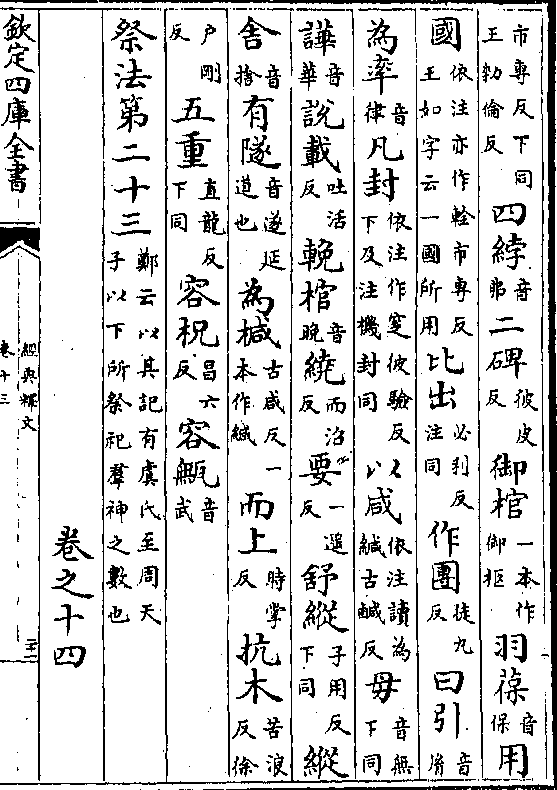 市專反下同王勑倫反四綍音弗二碑彼皮反御棺一本作御柩羽葆音保用
國依注亦作輇市專反王如字云一國所用比出必利反注同作團徒九反曰引音胤
為率音律凡封依注作窆彼驗反下及注機封同以咸依注讀為緘古鹹反毋音無下同
譁音華說載吐活反輓棺音晚繞而沼反要一遥反舒縱子用反下同縱
舍音捨有隧音遂延道也為椷古咸反一本作緘而上時掌反抗木苦浪反徐
户剛反五重直龍反下同容柷昌六反容甒音武
祭法第二十三鄭云以其記有虞氏至周天子以下所祭祀羣神之數也
卷之十四
欽定四庫全書
經典釋文
卷十三